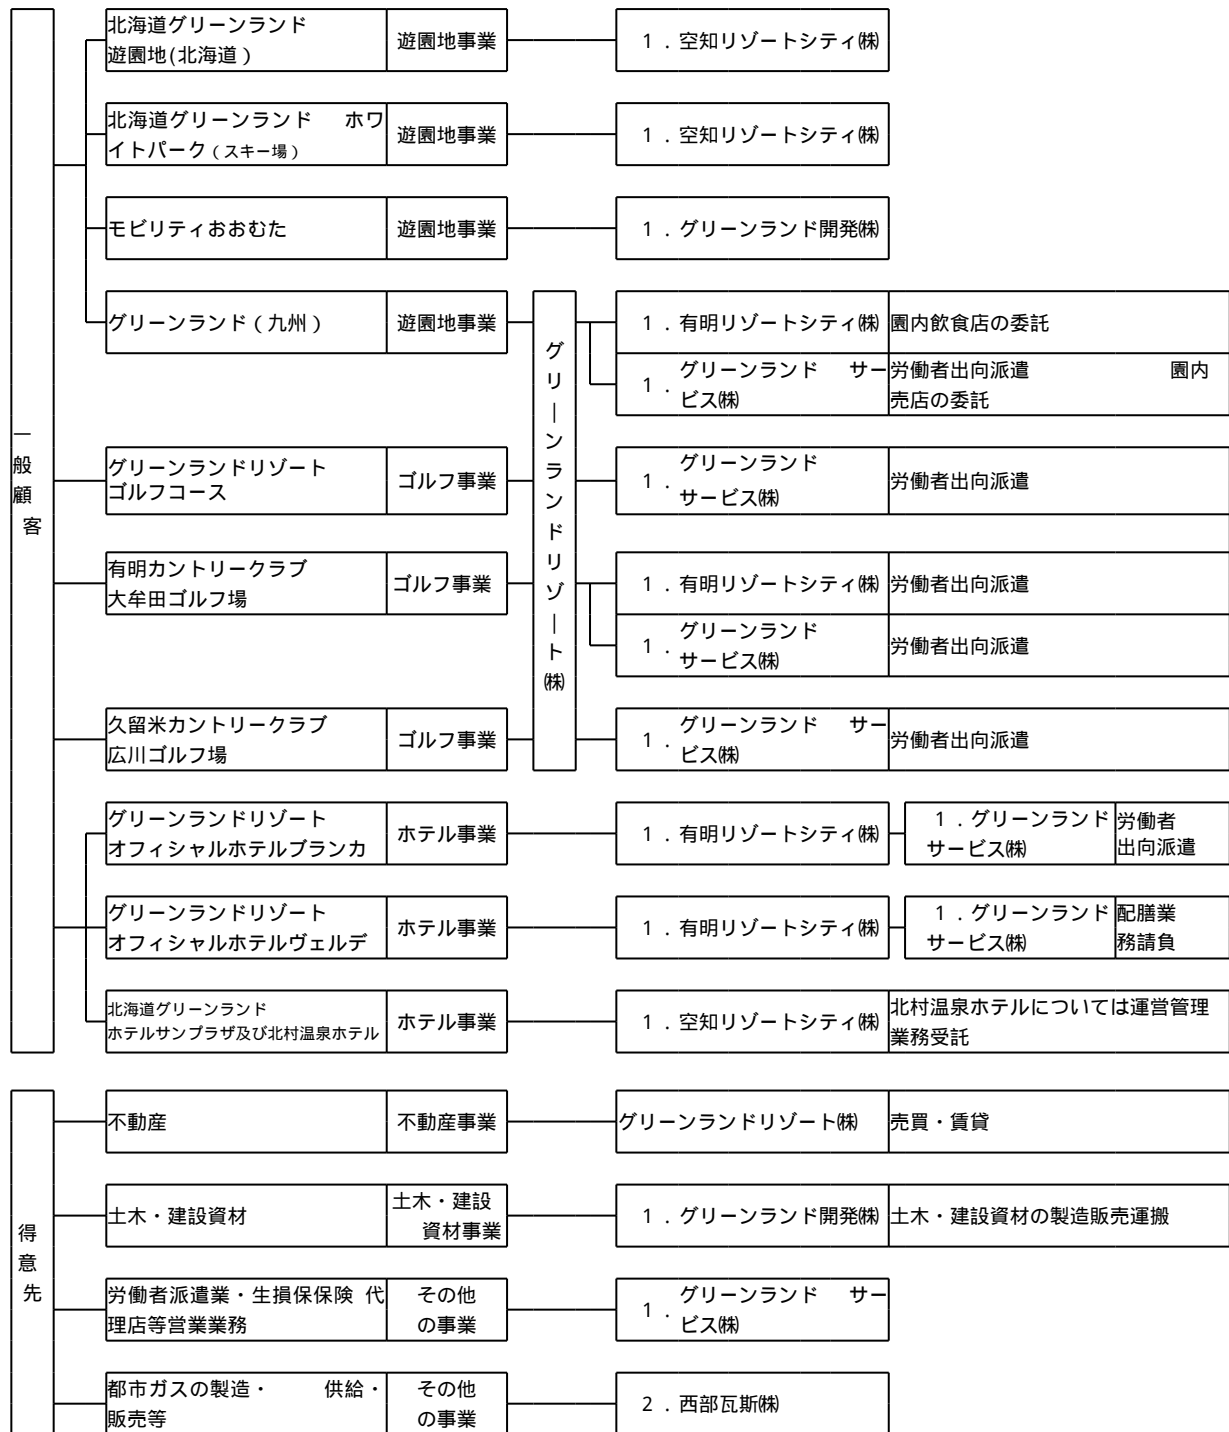 一般顧客
北海道グリーンランド
遊園地(北海道)
遊園地事業
1.空知リゾートシティ㈱
北海道グリーンランド ホワ
イトパーク(スキー場)
遊園地事業
1.空知リゾートシティ㈱
モビリティおおむた
遊園地事業
1.グリーンランド開発㈱
グリーンランド(九州)
遊園地事業
グリーンランドリゾート㈱
1.有明リゾートシティ㈱
園内飲食店の委託
1.グリーンランド サー
ビス㈱
労働者出向派遣 園内
売店の委託
グリーンランドリゾート
ゴルフコース
ゴルフ事業
1.グリーンランド
サービス㈱
労働者出向派遣
有明カントリークラブ
大牟田ゴルフ場
ゴルフ事業
1.有明リゾートシティ㈱
労働者出向派遣
1.グリーンランド
サービス㈱
労働者出向派遣
久留米カントリークラブ
広川ゴルフ場
ゴルフ事業
1.グリーンランド サー
ビス㈱
労働者出向派遣
グリーンランドリゾート
オフィシャルホテルブランカ
ホテル事業
1.有明リゾートシティ㈱
1.グリーンランド
サービス㈱
労働者
出向派遣
グリーンランドリゾート
オフィシャルホテルヴェルデ
ホテル事業
1.有明リゾートシティ㈱
1.グリーンランド
サービス㈱
配膳業
務請負
北海道グリーンランド
ホテルサンプラザ及び北村温泉ホテル
ホテル事業
1.空知リゾートシティ㈱
北村温泉ホテルについては運営管理
業務受託
得意先
不動産
不動産事業
グリーンランドリゾート㈱
売買・賃貸
土木・建設資材
土木・建設
資材事業
1.グリーンランド開発㈱
土木・建設資材の製造販売運搬
労働者派遣業・生損保保険 代
理店等営業業務
その他
の事業
1.グリーンランド サー
ビス㈱
都市ガスの製造・ 供給・
販売等
その他
の事業
2.西部瓦斯㈱